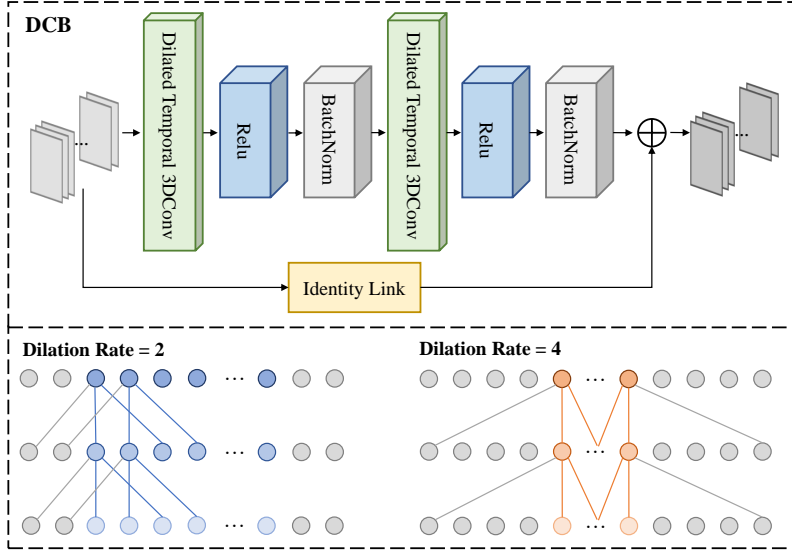 DCB
...
Dilated Temporal 3DConv
Relu
BatchNorm
Dilated Temporal 3DConv
Relu
BatchNorm
...
Identity Link
Dilation Rate = 2
Dilation Rate = 4
...
...
...
...
...
...